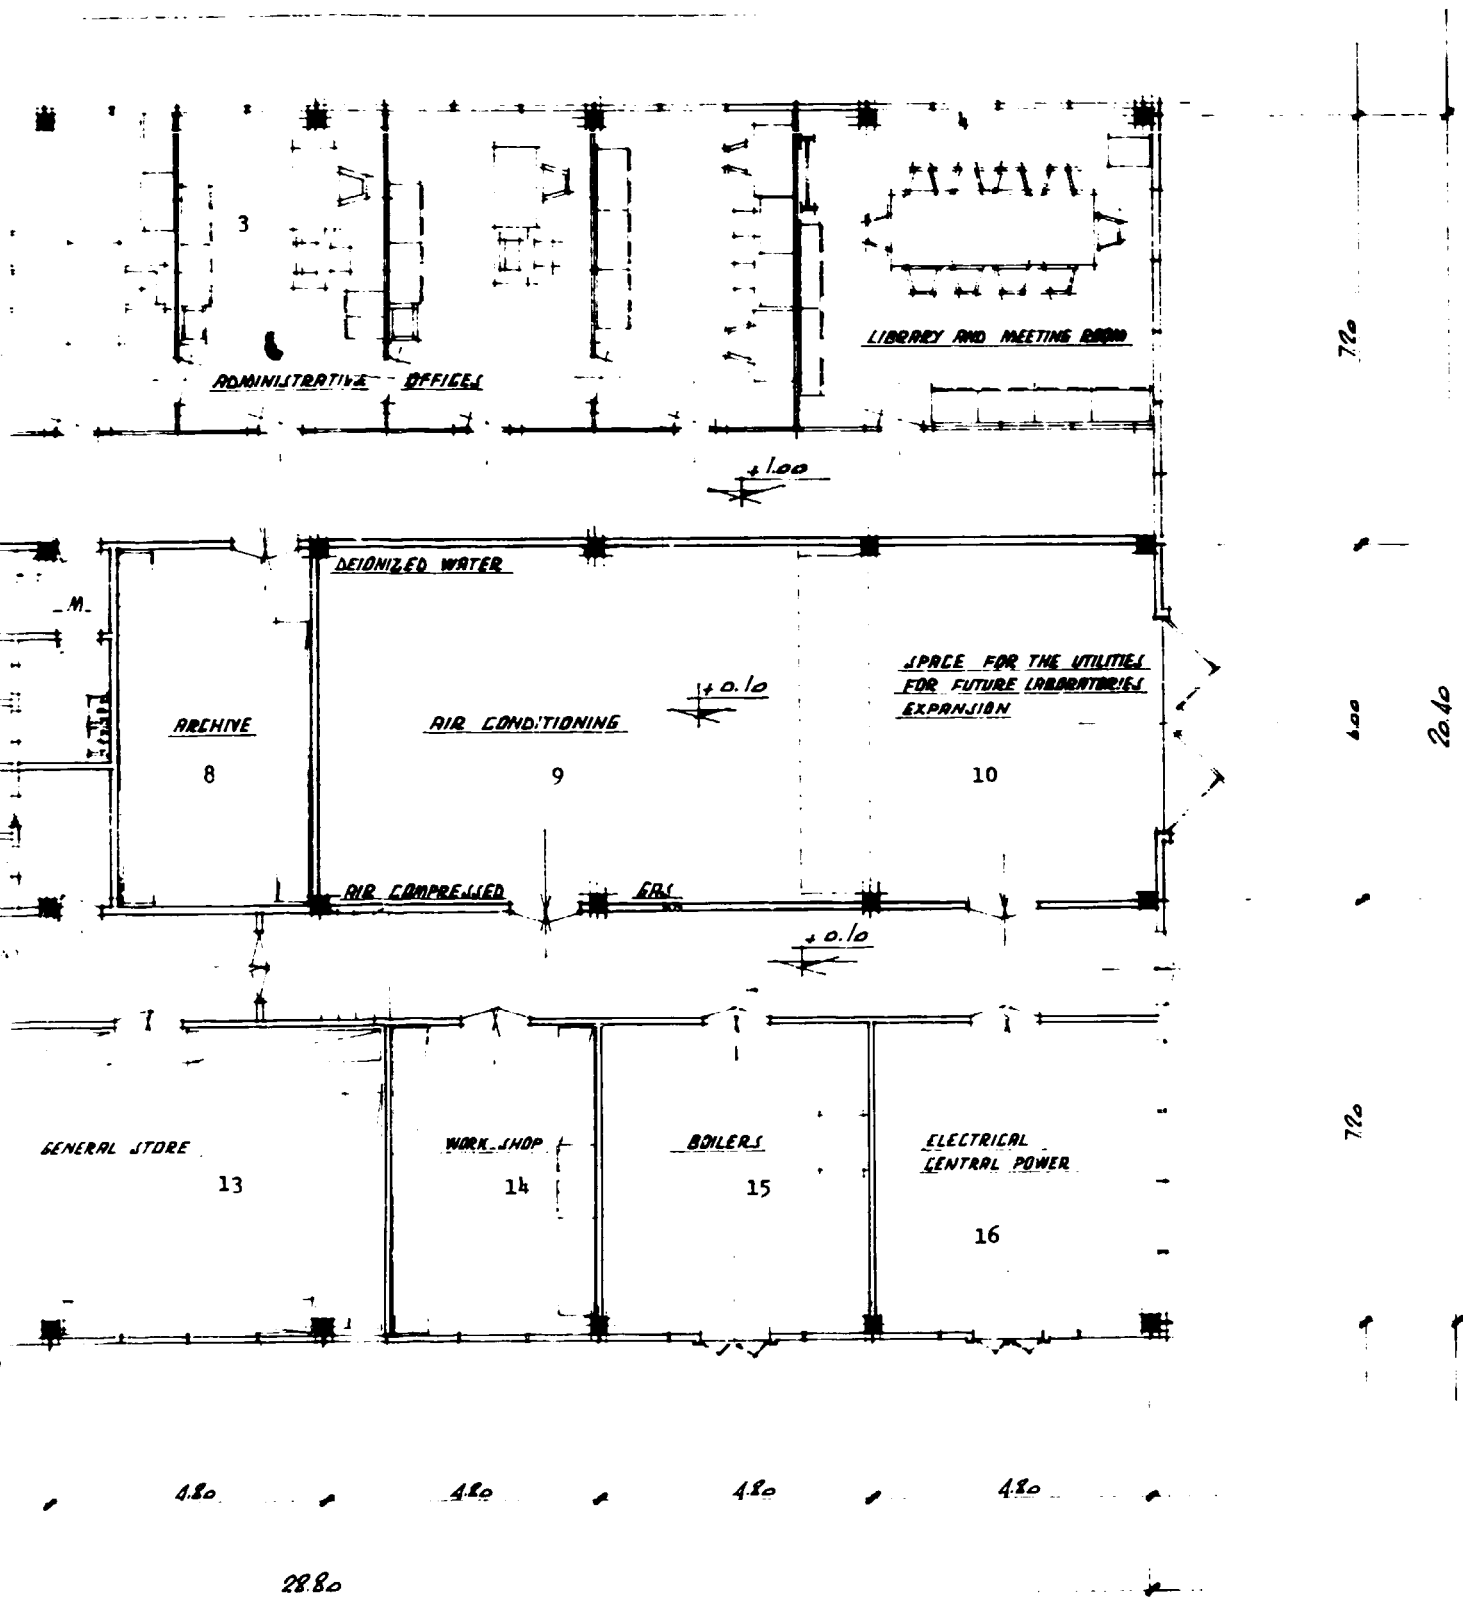 3
4
LIBRARY AND MEETING ROOM
7.20
ADMINISTRATIVE OFFICES
+1.00
DEIONIZED WATER
M
SPACE FOR THE UTILITIES
FOR FUTURE LABORATORIES
EXPANSION
+0.10
ARCHIVE
AIR CONDITIONING
6.00
20.40
8
9
10
AIR COMPRESSED
GAS
+0.10
7.20
GENERAL STORE
WORK-SHOP
BOILERS
ELECTRICAL
CENTRAL POWER
13
14
15
16
4.80
4.80
4.80
4.80
28.80